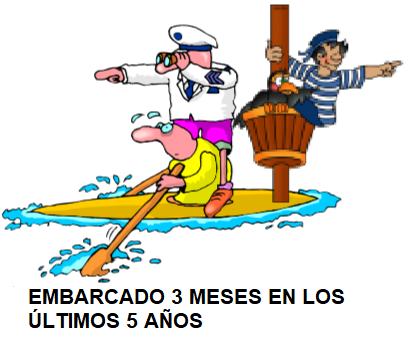 EMBARCADO 3 MESES EN LOS
ÚLTIMOS 5 AÑOS